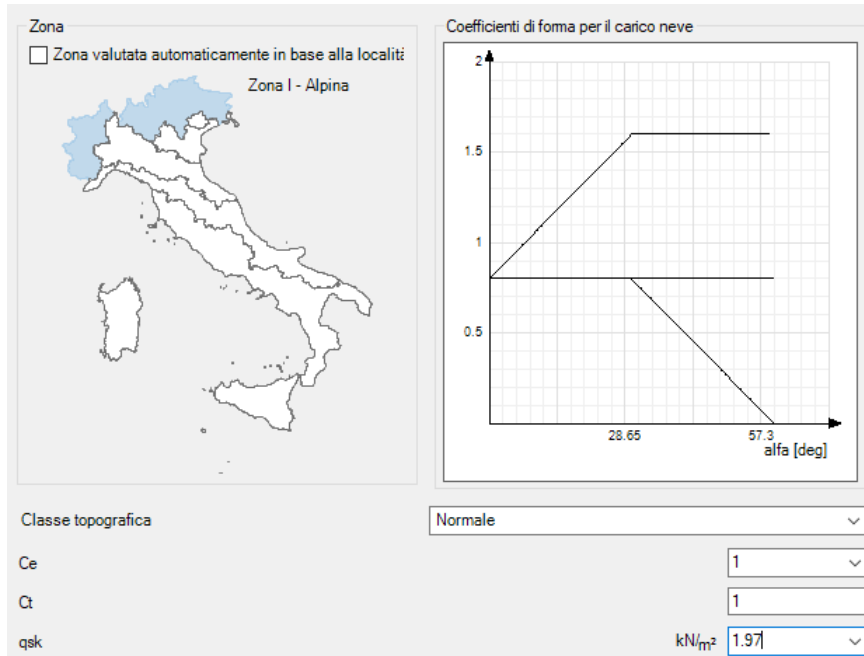 Zona
Zona valutata automaticamente in base alla località
Zona I - Alpina
Coefficienti di forma per il carico neve
2
1.5
1
0.5
28.65
57.3
alfa [deg]
Classe topografica
Normale
Ce
1
Ct
1
qsk
kN/m²
1.97